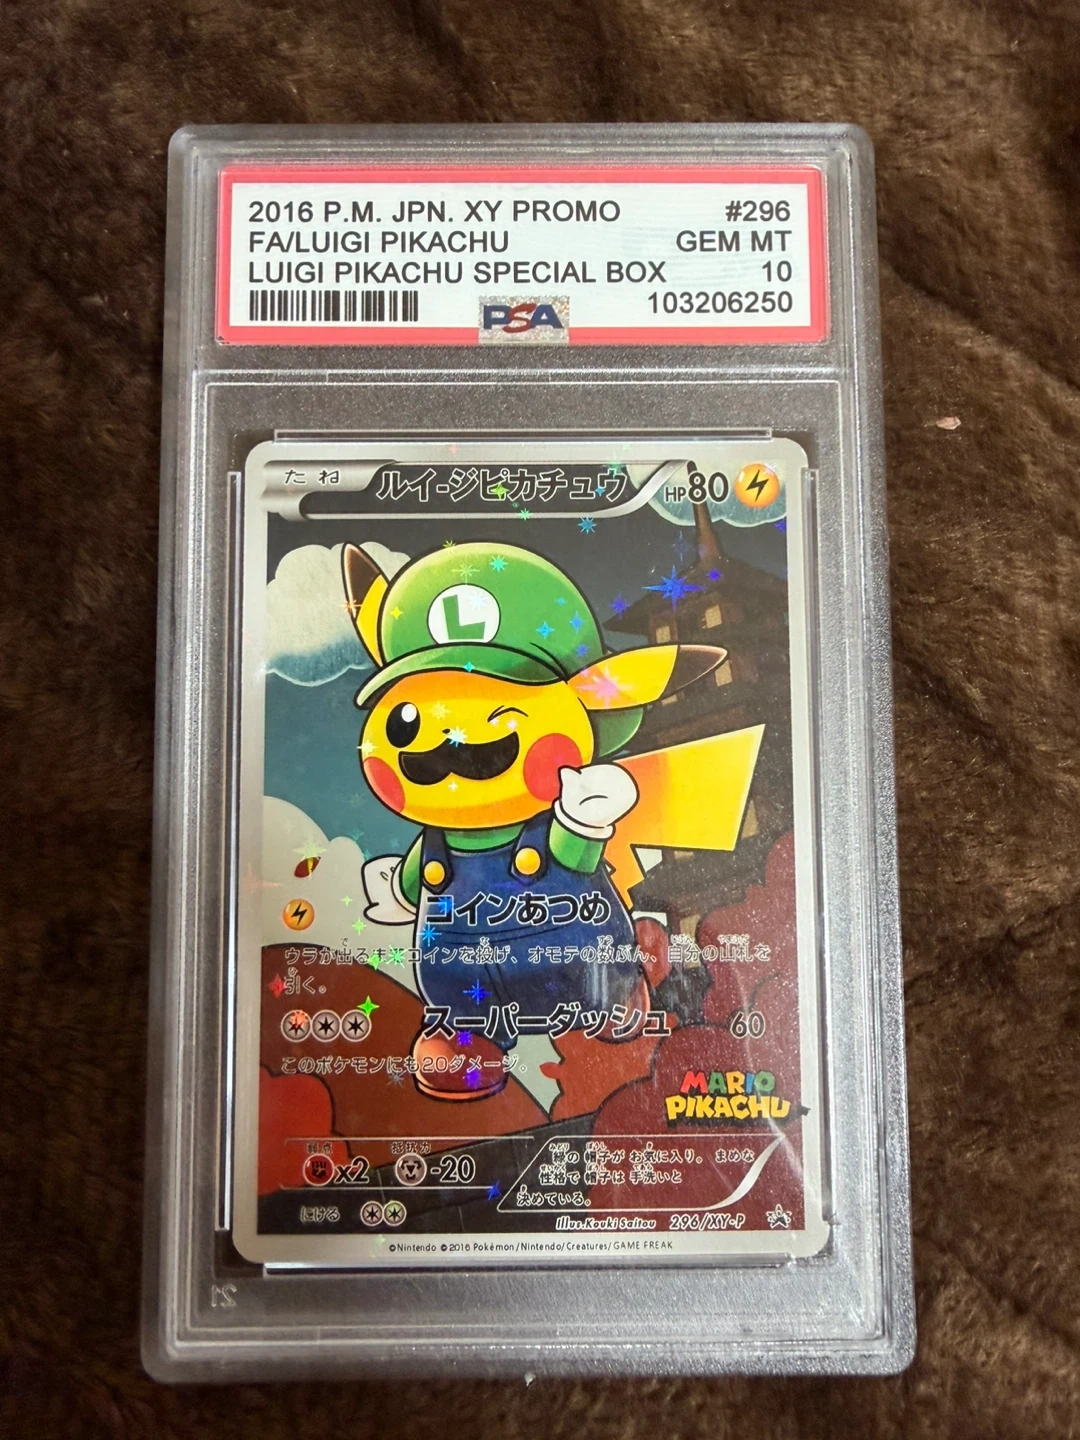 2016 P.M. JPN. XY PROMO #296
FA/LUIGI PIKACHU GEM MT
LUIGI PIKACHU SPECIAL BOX 10
103206250
PSA
たね ルイージピカチュウ HP80
L
コインあつめ
ウラが出るまでコインを投げ、オモテの数ぶん、自分の山札を
引く。
スーパーダッシュ 60
このポケモンにも20ダメージ。
MARIO
PIKACHU
弱点 抵抗力
×2 -20
にげる
緑の 帽子が お気に入り。 まめな
性格で 帽子は 手洗いと
決めている。
Illus.Kouki Saitou 296/XY-P
©Nintendo ©2016 Pokémon/Nintendo/Creatures/GAME FREAK
21